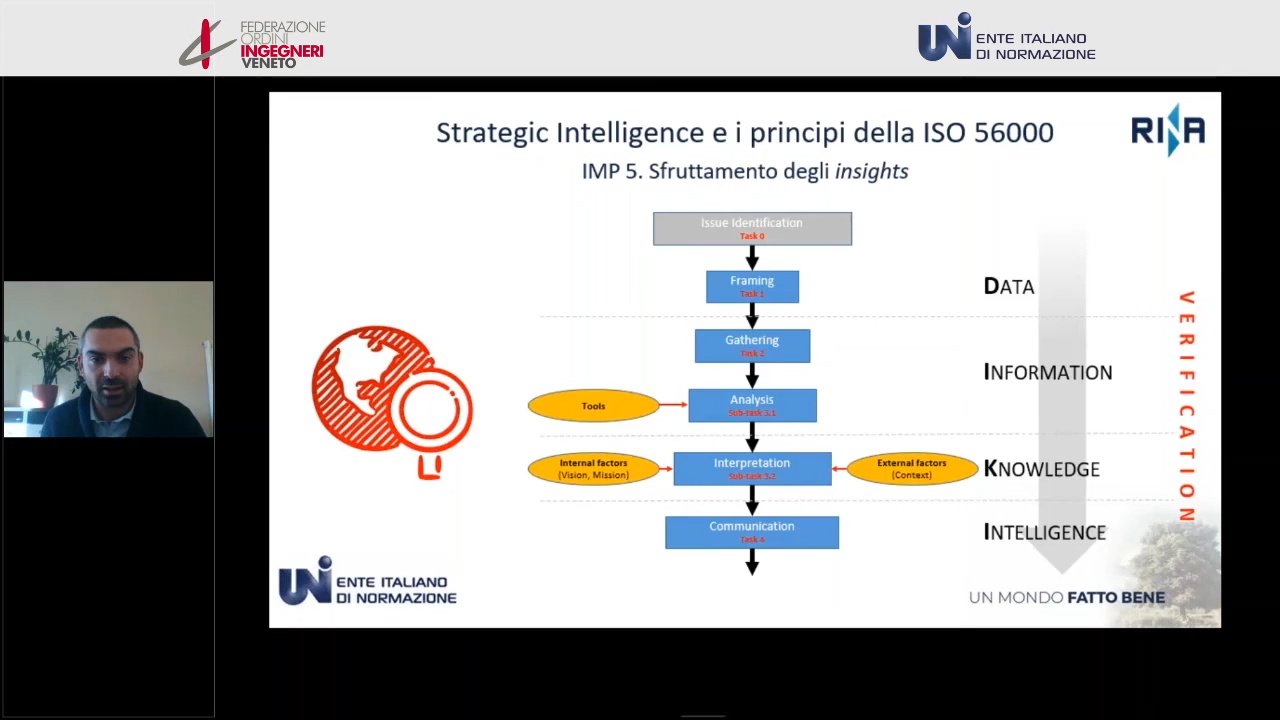 FEDERAZIONE
ORDINI
INGEGNERI
VENETO
UNI ENTE ITALIANO
DI NORMAZIONE
Strategic Intelligence e i principi della ISO 56000
RINA
IMP 5. Sfruttamento degli insights
Issue Identification
Task 0
Framing
Task 1
DATA
Gathering
Task 2
INFORMATION
Analysis
Sub-task 3.1
Tools
Interpretation
Sub-task 3.2
Internal factors
(Vision, Mission)
External factors
(Context)
KNOWLEDGE
Communication
Task 4
INTELLIGENCE
VERIFICATION
UNI ENTE ITALIANO
DI NORMAZIONE
UN MONDO FATTO BENE